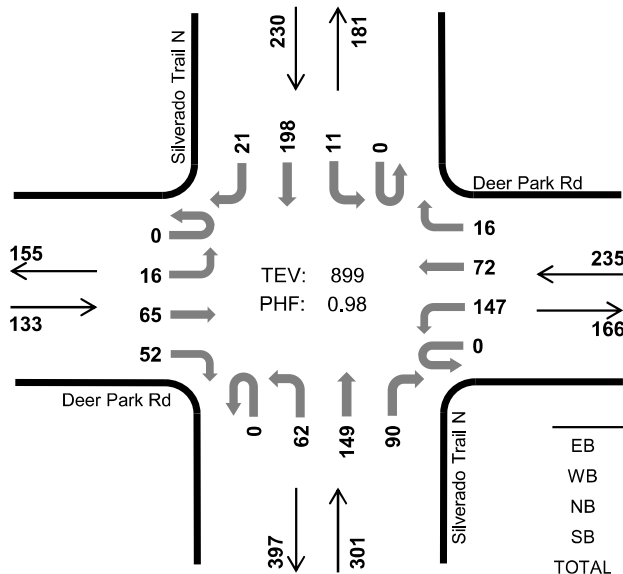 230 181
Silverado Trail N
21 198 11 0
Deer Park Rd
0 16
155
16 72 235
TEV: 899
65 147
133 PHF: 0.98 166
52 0
Deer Park Rd
0 62 149 90
Silverado Trail N
397 301
EB
WB
NB
SB
TOTAL